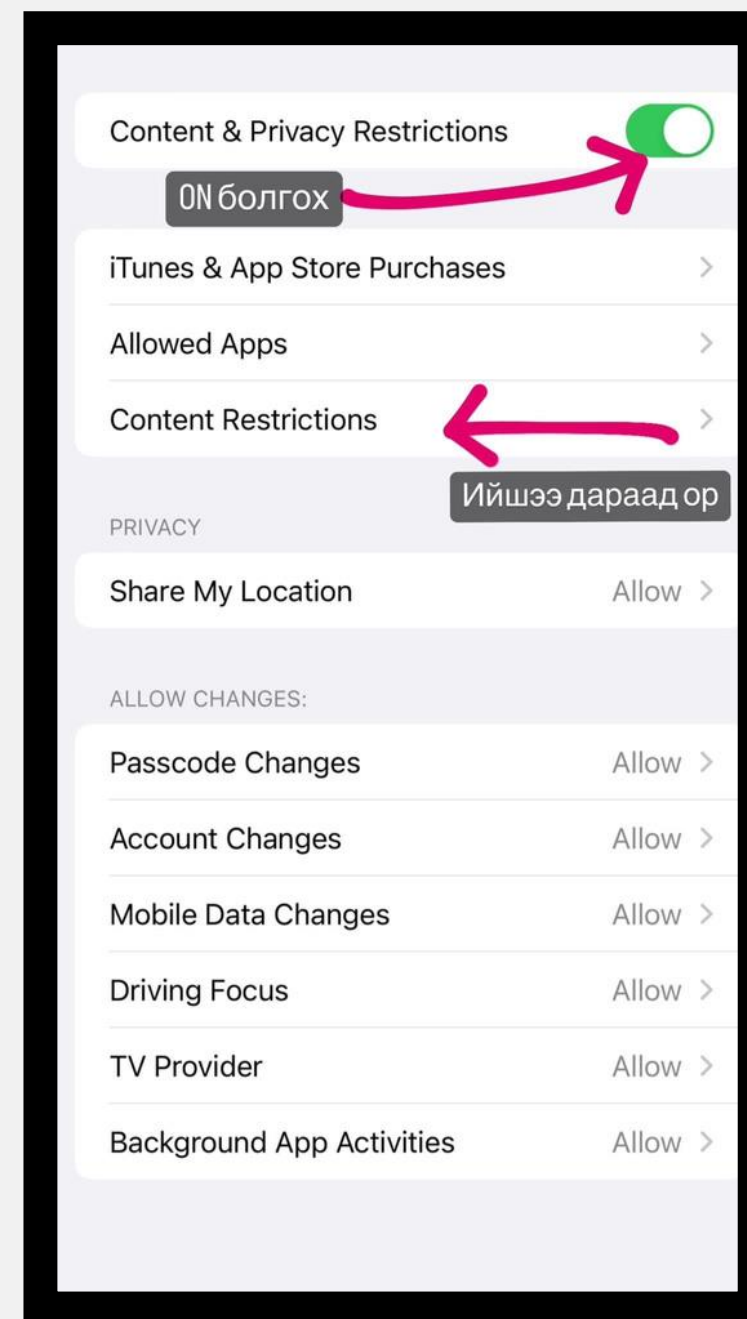 Content & Privacy Restrictions
ON болгох
iTunes & App Store Purchases
Allowed Apps
Content Restrictions
Ийшээ дараад ор
PRIVACY
Share My Location Allow
ALLOW CHANGES:
Passcode Changes Allow
Account Changes Allow
Mobile Data Changes Allow
Driving Focus Allow
TV Provider Allow
Background App Activities Allow